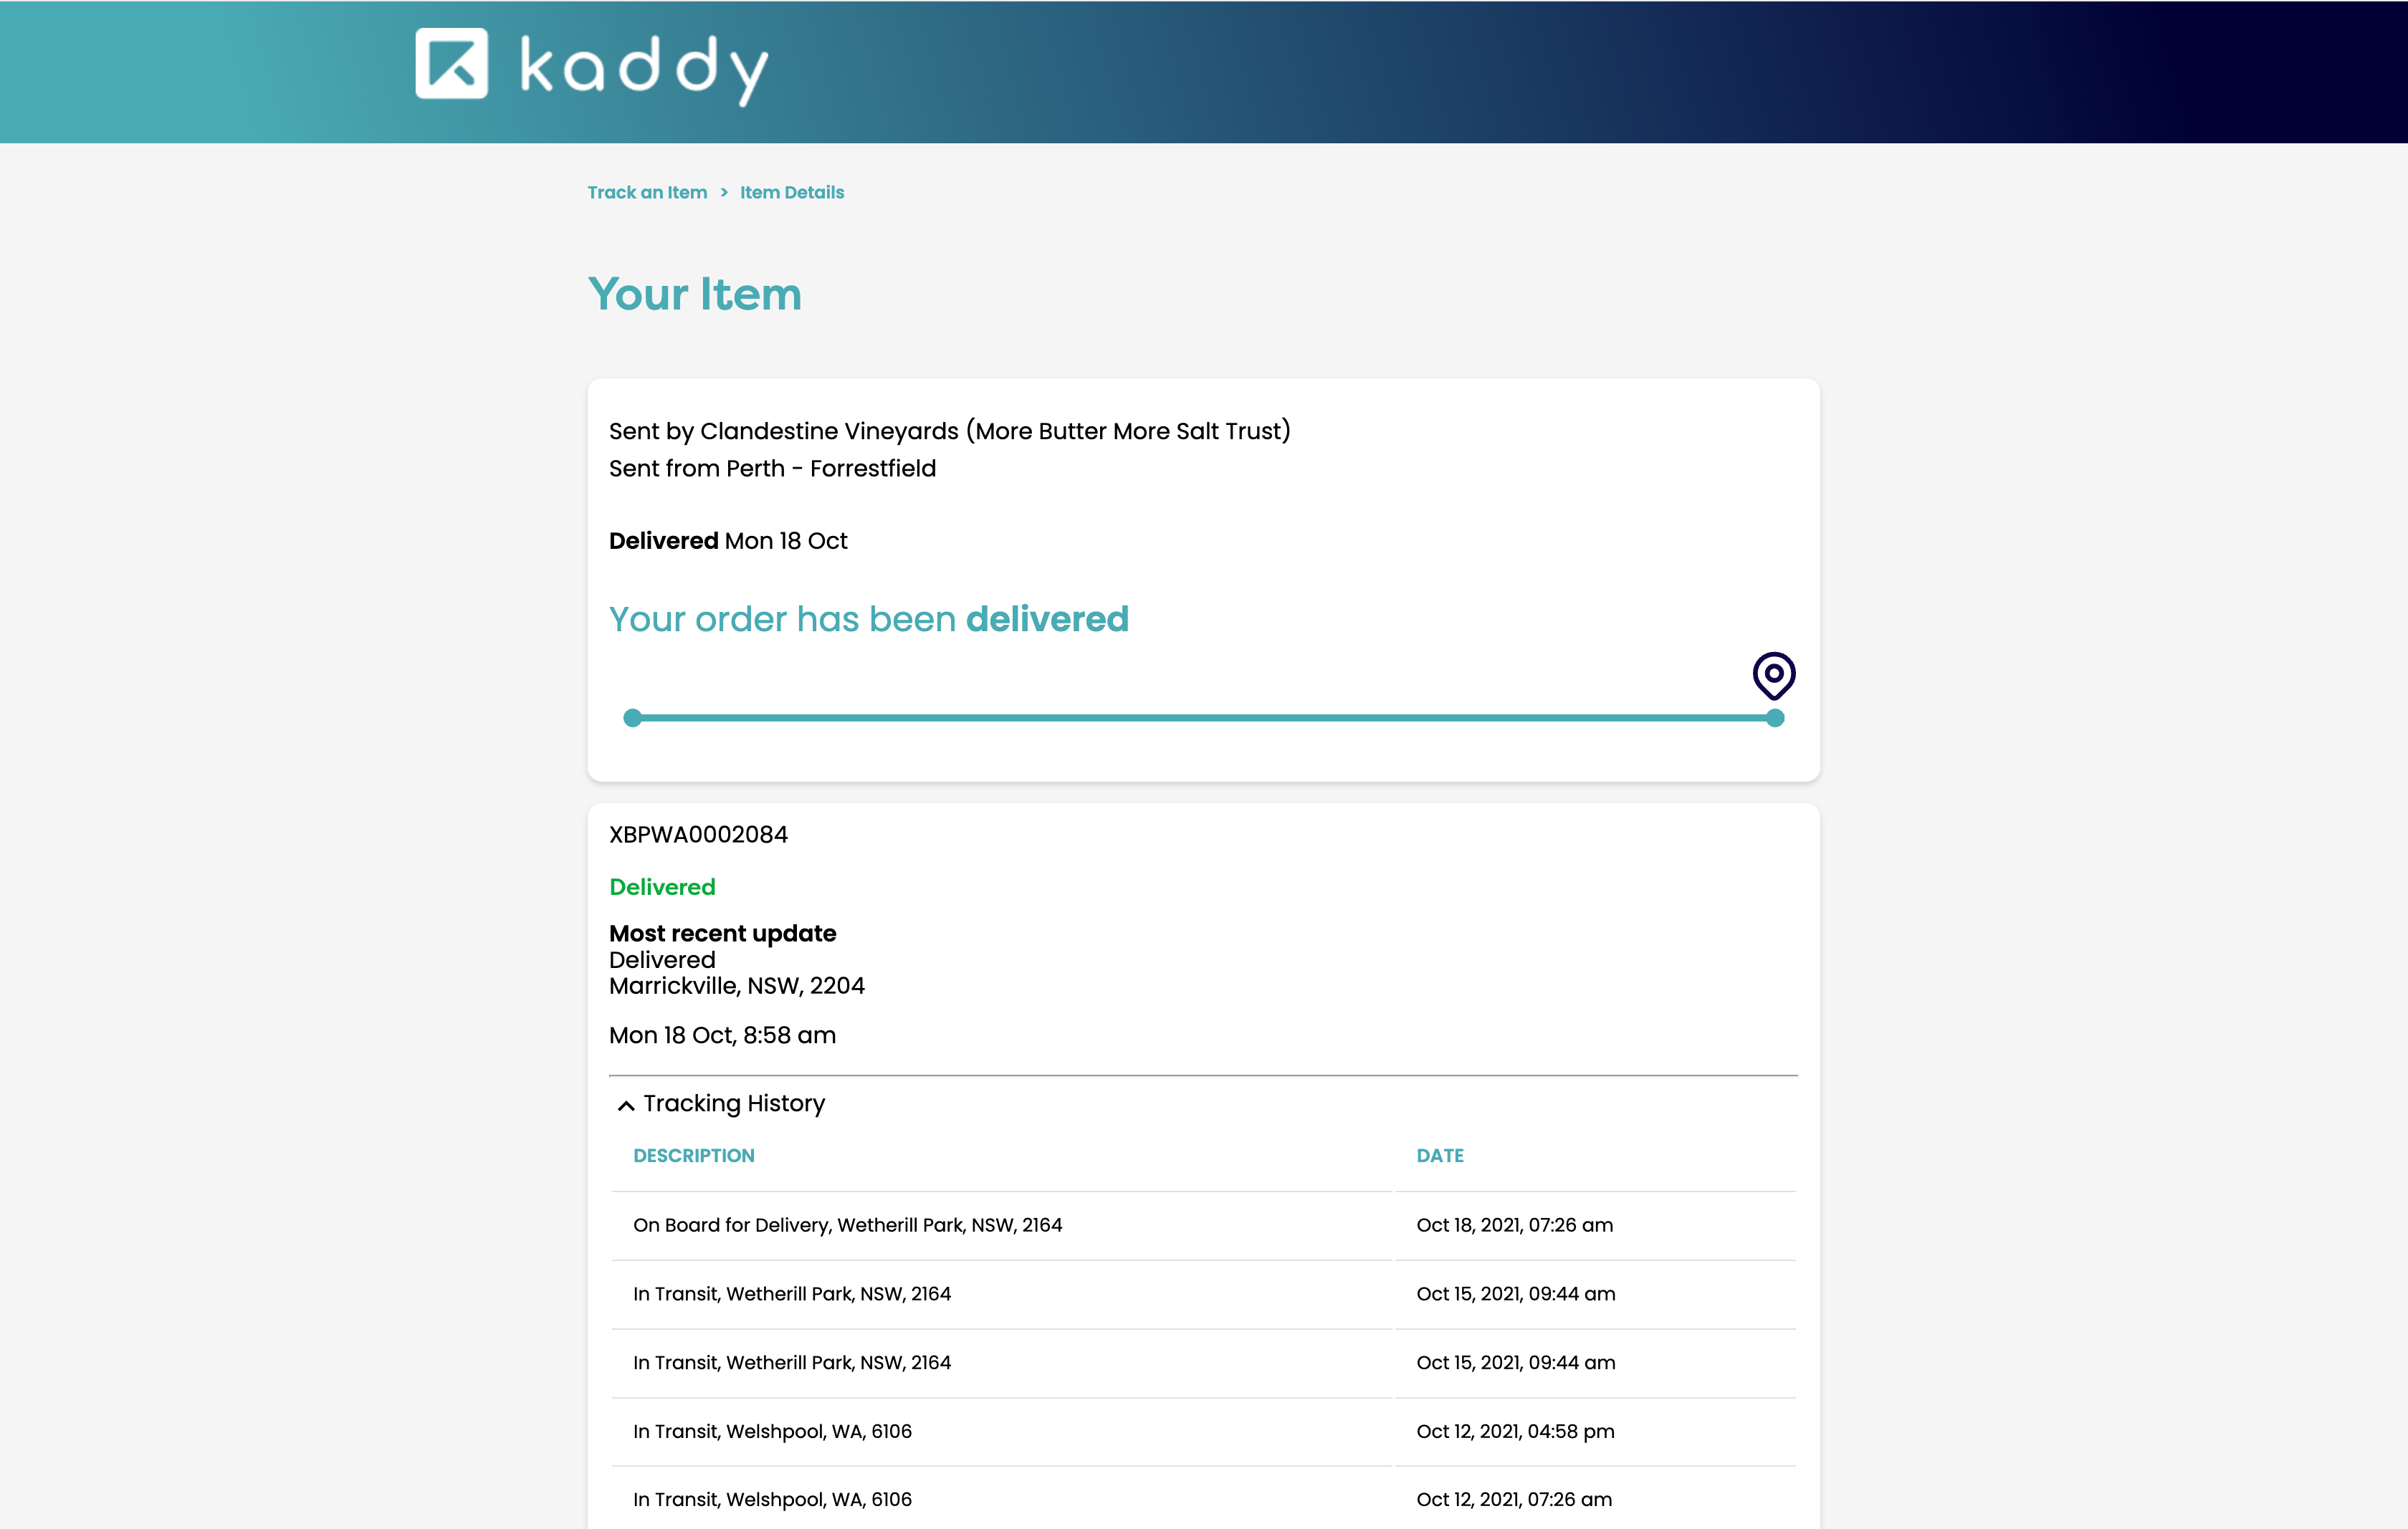 kaddy
Track an Item > Item Details
Your Item
Sent by Clandestine Vineyards (More Butter More Salt Trust)
Sent from Perth - Forrestfield
Delivered Mon 18 Oct
Your order has been delivered
XBPWA0002084
Delivered
Most recent update
Delivered
Marrickville, NSW, 2204
Mon 18 Oct, 8:58 am
Tracking History
DESCRIPTION DATE
On Board for Delivery, Wetherill Park, NSW, 2164 Oct 18, 2021, 07:26 am
In Transit, Wetherill Park, NSW, 2164 Oct 15, 2021, 09:44 am
In Transit, Wetherill Park, NSW, 2164 Oct 15, 2021, 09:44 am
In Transit, Welshpool, WA, 6106 Oct 12, 2021, 04:58 pm
In Transit, Welshpool, WA, 6106 Oct 12, 2021, 07:26 am